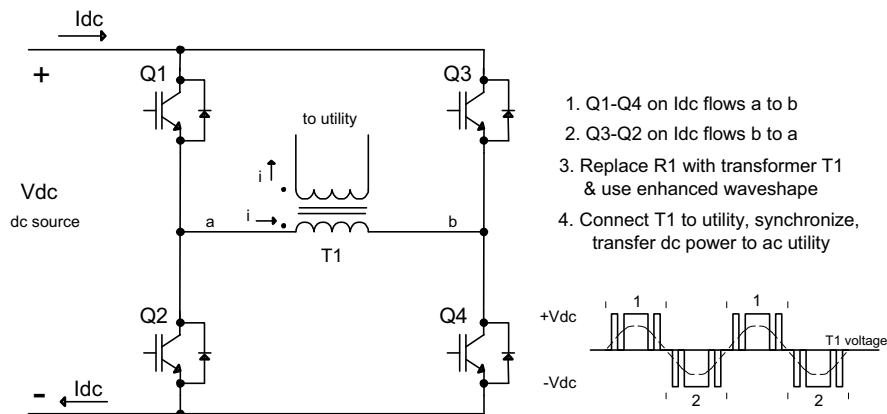 Idc
+
Q1
Q3
to utility
i
Vdc
dc source
a
i
b
T1
Q2
Q4
-
Idc
1. Q1-Q4 on Idc flows a to b
2. Q3-Q2 on Idc flows b to a
3. Replace R1 with transformer T1
& use enhanced waveshape
4. Connect T1 to utility, synchronize,
transfer dc power to ac utility
1
1
+Vdc
T1 voltage
-Vdc
2
2